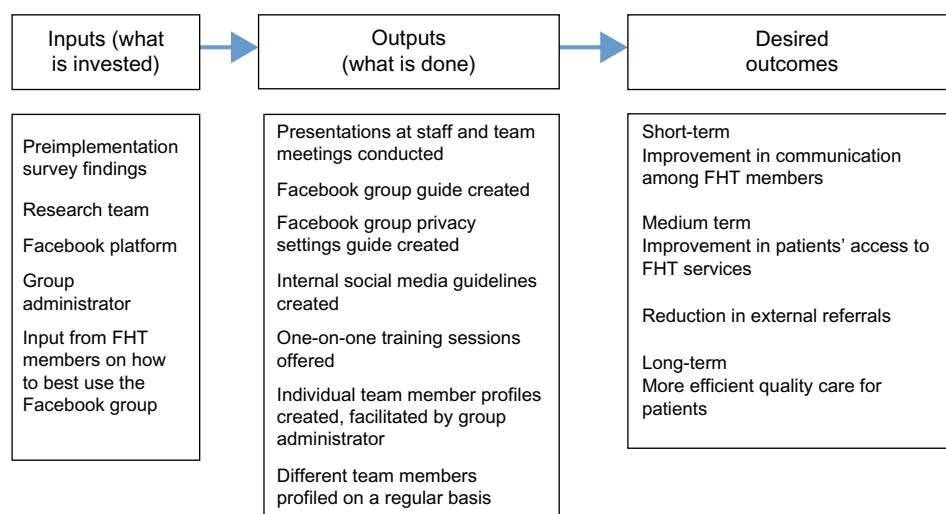 Inputs (what
is invested)
Outputs
(what is done)
Desired
outcomes
Preimplementation
survey findings
Research team
Facebook platform
Group
administrator
Input from FHT
members on how
to best use the
Facebook group
Presentations at staff and team
meetings conducted
Facebook group guide created
Facebook group privacy
settings guide created
Internal social media guidelines
created
One-on-one training sessions
offered
Individual team member profiles
created, facilitated by group
administrator
Different team members
profiled on a regular basis
Short-term
Improvement in communication
among FHT members
Medium term
Improvement in patients’ access to
FHT services
Reduction in external referrals
Long-term
More efficient quality care for
patients